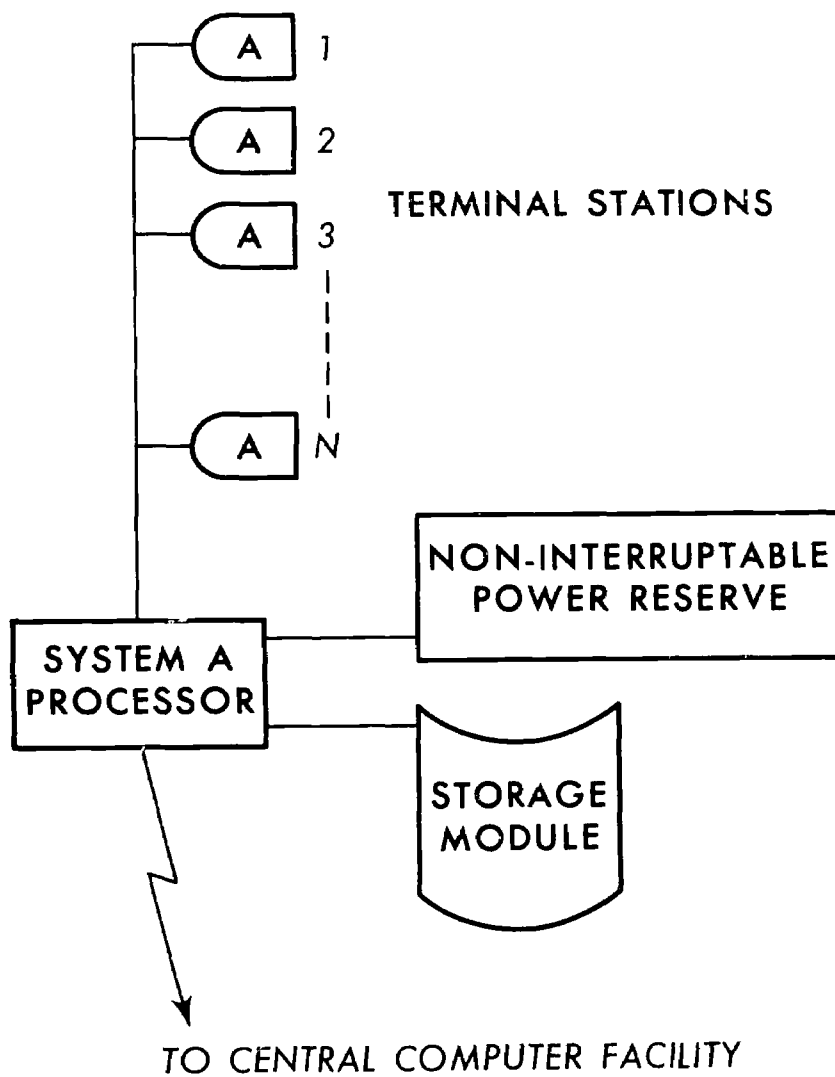 A 1
A 2
TERMINAL STATIONS
A 3
A N
NON-INTERRUPTABLE
POWER RESERVE
SYSTEM A
PROCESSOR
STORAGE
MODULE
TO CENTRAL COMPUTER FACILITY